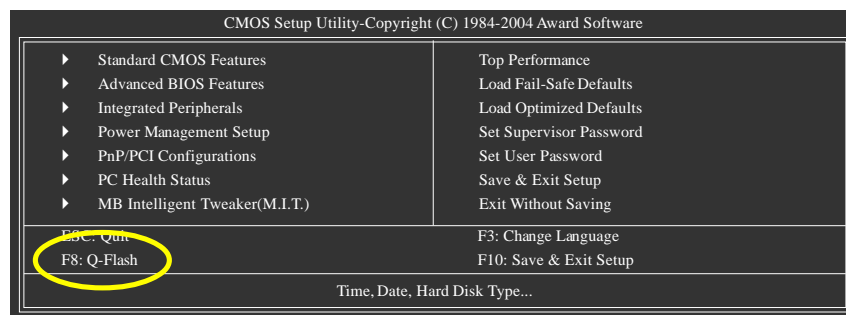 CMOS Setup Utility-Copyright (C) 1984-2004 Award Software
Standard CMOS Features
Advanced BIOS Features
Integrated Peripherals
Power Management Setup
PnP/PCI Configurations
PC Health Status
MB Intelligent Tweaker(M.I.T.)
Top Performance
Load Fail-Safe Defaults
Load Optimized Defaults
Set Supervisor Password
Set User Password
Save & Exit Setup
Exit Without Saving
ESC: Quit
F3: Change Language
F8: Q-Flash
F10: Save & Exit Setup
Time, Date, Hard Disk Type...